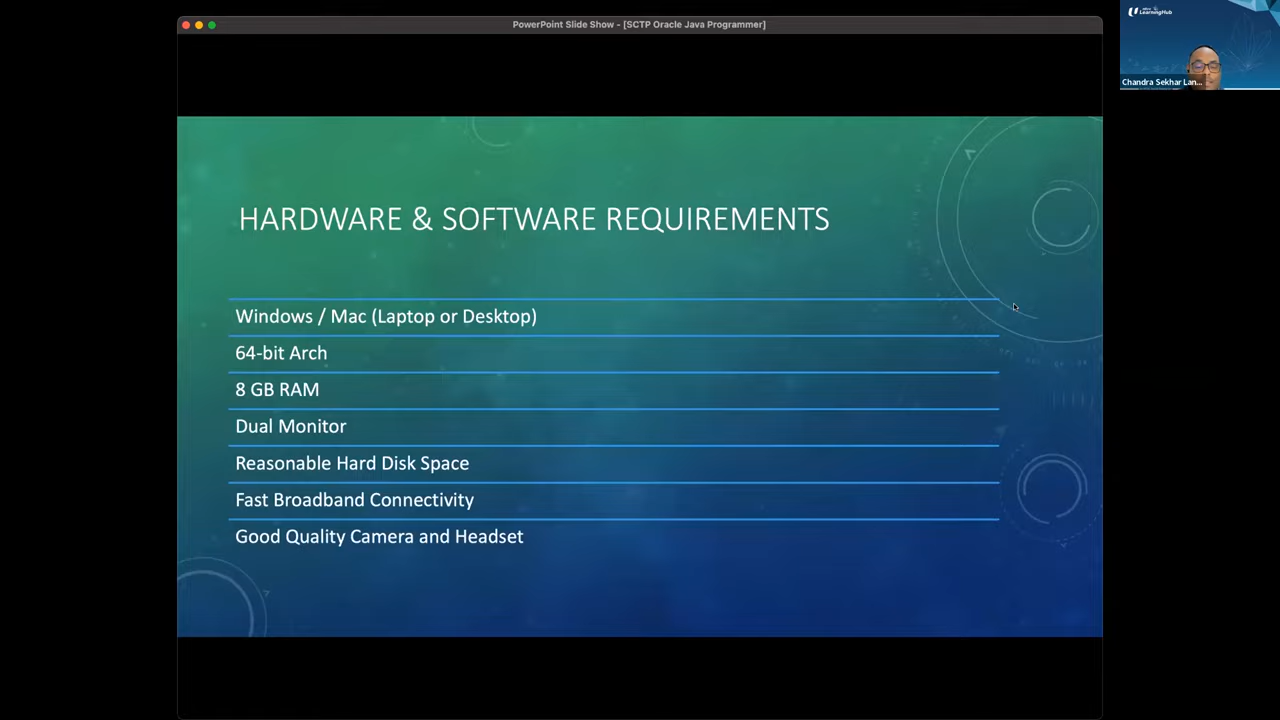 PowerPoint Slide Show - [SCTP Oracle Java Programmer]
LearningHub
Chandra Sekhar Lan...
HARDWARE & SOFTWARE REQUIREMENTS
Windows / Mac (Laptop or Desktop)
64-bit Arch
8 GB RAM
Dual Monitor
Reasonable Hard Disk Space
Fast Broadband Connectivity
Good Quality Camera and Headset